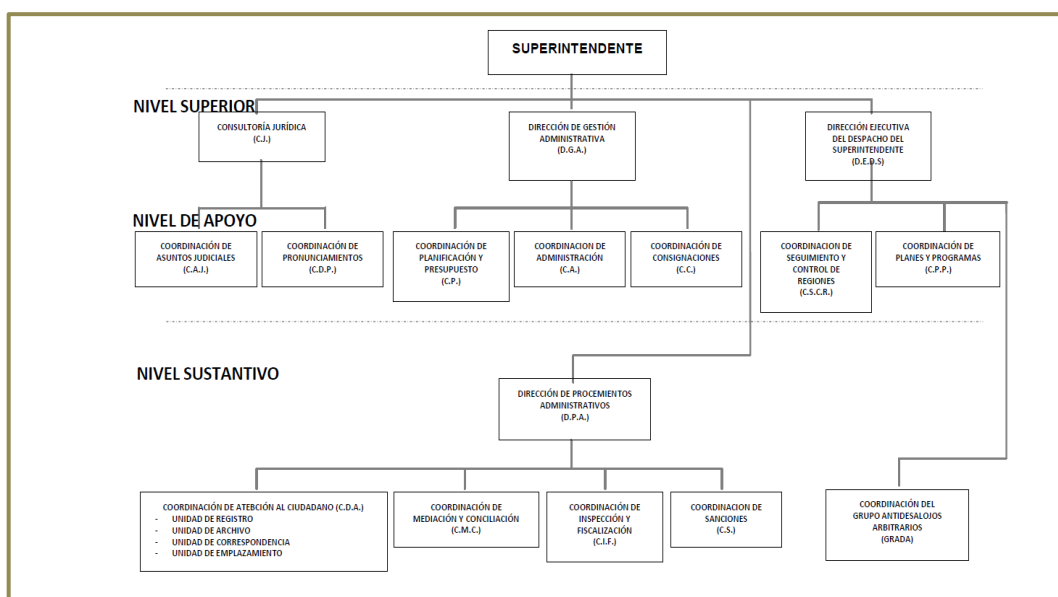 SUPERINTENDENTE
NIVEL SUPERIOR
CONSULTORÍA JURÍDICA
(C.J.)
DIRECCIÓN DE GESTIÓN
ADMINISTRATIVA
(D.G.A.)
DIRECCIÓN EJECUTIVA
DEL DESPACHO DEL
SUPERINTENDENTE
(D.E.D.S)
NIVEL DE APOYO
COORDINACIÓN DE
ASUNTOS JUDICIALES
(C.A.J.)
COORDINACIÓN DE
PRONUNCIAMIENTOS
(C.D.P.)
COORDINACIÓN DE
PLANIFICACIÓN Y
PRESUPUESTO
(C.P.)
COORDINACION DE
ADMINISTRACIÓN
(C.A.)
COORDINACIÓN DE
CONSIGNACIONES
(C.C.)
COORDINACION DE
SEGUIMIENTO Y
CONTROL DE
REGIONES
(C.S.C.R.)
COORDINACIÓN DE
PLANES Y PROGRAMAS
(C.P.P.)
NIVEL SUSTANTIVO
DIRECCIÓN DE PROCEMIENTOS
ADMINISTRATIVOS
(D.P.A.)
COORDINACIÓN DE ATEBCIÓN AL CIUDADANO (C.D.A.)
- UNIDAD DE REGISTRO
- UNIDAD DE ARCHIVO
- UNIDAD DE CORRESPONDENCIA
- UNIDAD DE EMPLAZAMIENTO
COORDINACIÓN DE
MEDIACIÓN Y CONCILIACIÓN
(C.M.C.)
COORDINACIÓN DE
INSPECCIÓN Y
FISCALIZACIÓN
(C.I.F.)
COORDINACION DE
SANCIONES
(C.S.)
COORDINACIÓN DEL
GRUPO ANTIDESALOJOS
ARBITRARIOS
(GRADA)